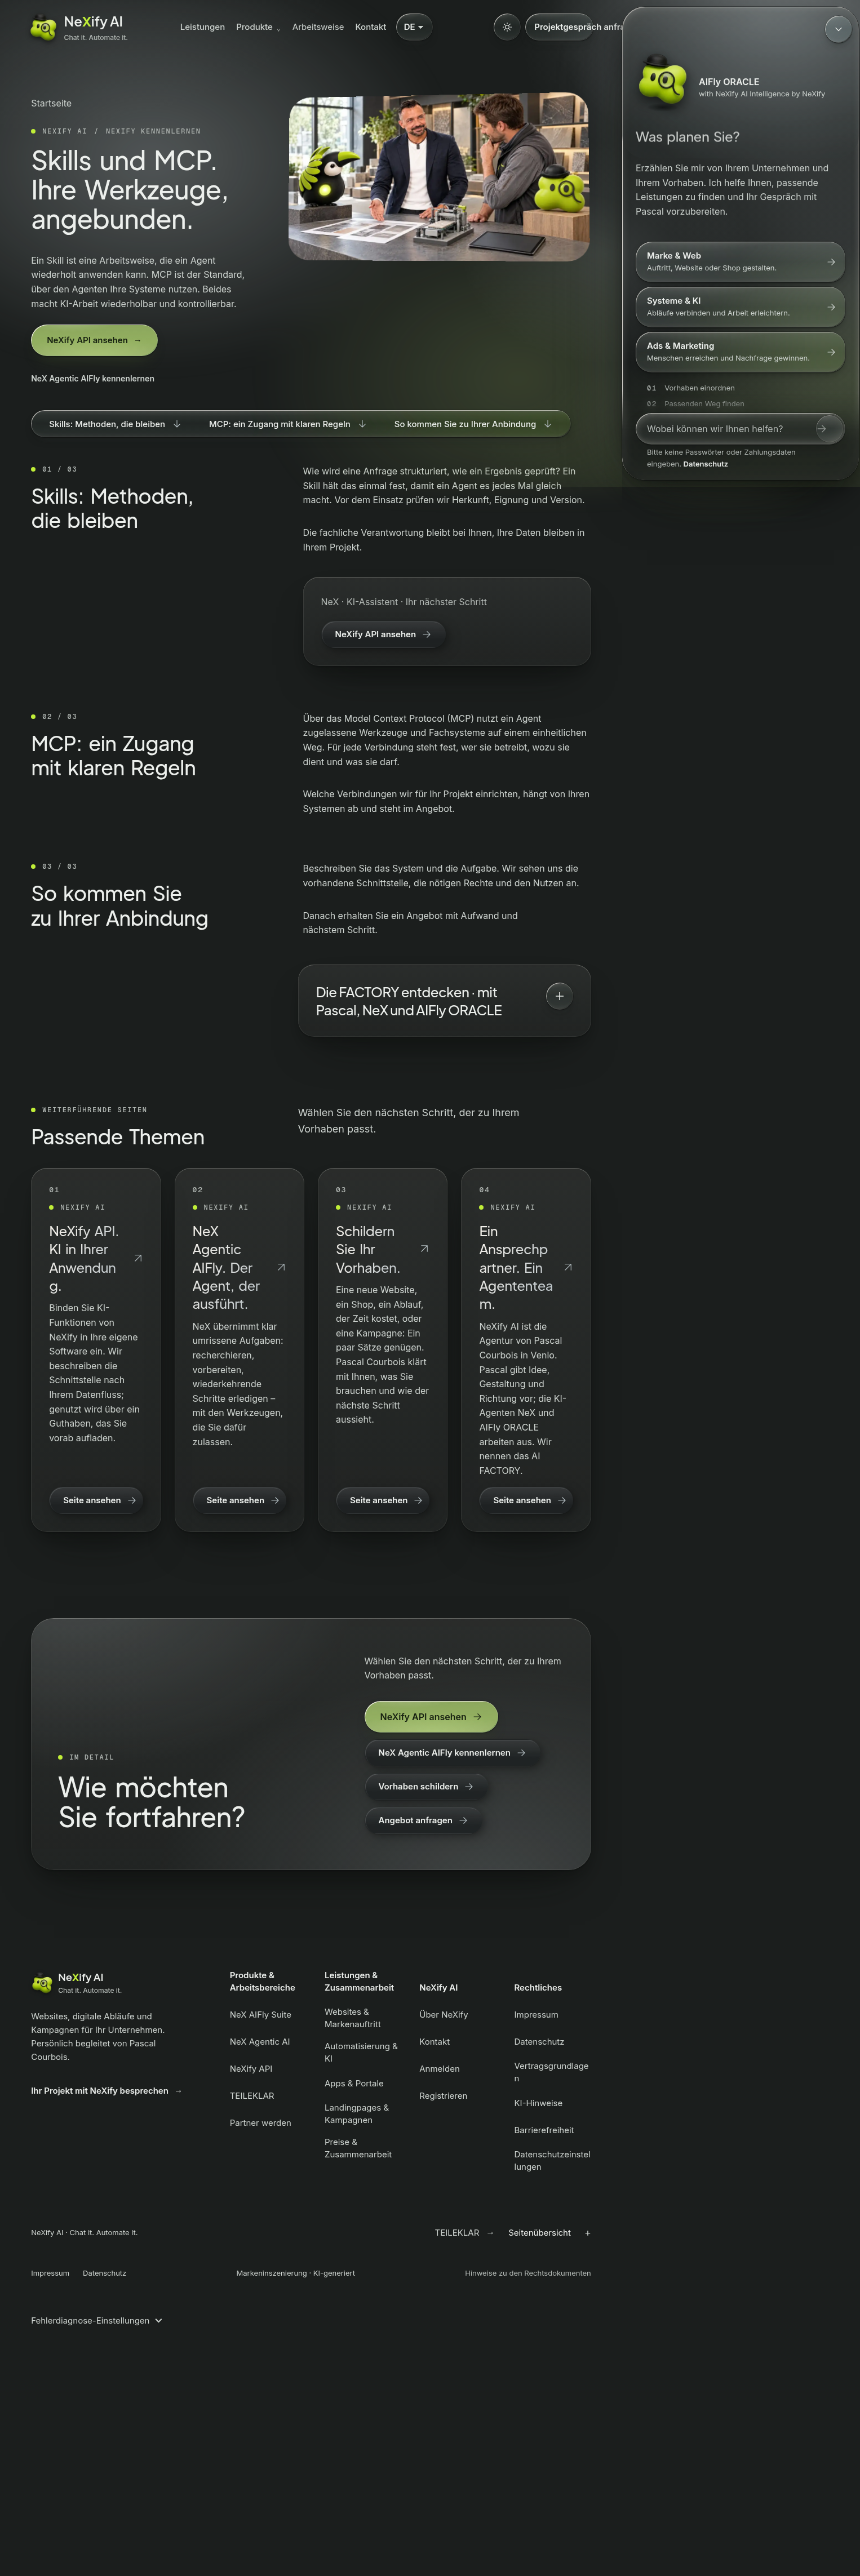 NeXify AI
Chat it. Automate it.
Leistungen
Produkte
Arbeitsweise
Kontakt
DE
Projektgespräch anfra
Startseite
NEXIFY AI / NEXIFY KENNENLERNEN
Skills und MCP.
Ihre Werkzeuge,
angebunden.
Ein Skill ist eine Arbeitsweise, die ein Agent
wiederholt anwenden kann. MCP ist der Standard,
über den Agenten Ihre Systeme nutzen. Beides
macht KI-Arbeit wiederholbar und kontrollierbar.
NeXify API ansehen →
NeX Agentic AIFly kennenlernen
Skills: Methoden, die bleiben ↓
MCP: ein Zugang mit klaren Regeln ↓
So kommen Sie zu Ihrer Anbindung ↓
AIFly ORACLE
with NeXify AI Intelligence by NeXify
Was planen Sie?
Erzählen Sie mir von Ihrem Unternehmen und
Ihrem Vorhaben. Ich helfe Ihnen, passende
Leistungen zu finden und Ihr Gespräch mit
Pascal vorzubereiten.
Marke & Web
Auftritt, Website oder Shop gestalten.
Systeme & KI
Abläufe verbinden und Arbeit erleichtern.
Ads & Marketing
Menschen erreichen und Nachfrage gewinnen.
01 Vorhaben einordnen
02 Passenden Weg finden
Wobei können wir Ihnen helfen?
Bitte keine Passwörter oder Zahlungsdaten
eingeben. Datenschutz
01 / 03
Skills: Methoden,
die bleiben
Wie wird eine Anfrage strukturiert, wie ein Ergebnis geprüft? Ein
Skill hält das einmal fest, damit ein Agent es jedes Mal gleich
macht. Vor dem Einsatz prüfen wir Herkunft, Eignung und Version.
Die fachliche Verantwortung bleibt bei Ihnen, Ihre Daten bleiben in
Ihrem Projekt.
NeX · KI-Assistent · Ihr nächster Schritt
NeXify API ansehen →
02 / 03
MCP: ein Zugang
mit klaren Regeln
Über das Model Context Protocol (MCP) nutzt ein Agent
zugelassene Werkzeuge und Fachsysteme auf einem einheitlichen
Weg. Für jede Verbindung steht fest, wer sie betreibt, wozu sie
dient und was sie darf.
Welche Verbindungen wir für Ihr Projekt einrichten, hängt von Ihren
Systemen ab und steht im Angebot.
03 / 03
So kommen Sie
zu Ihrer Anbindung
Beschreiben Sie das System und die Aufgabe. Wir sehen uns die
vorhandene Schnittstelle, die nötigen Rechte und den Nutzen an.
Danach erhalten Sie ein Angebot mit Aufwand und
nächstem Schritt.
Die FACTORY entdecken · mit
Pascal, NeX und AIFly ORACLE
+
WEITERFÜHRENDE SEITEN
Passende Themen
Wählen Sie den nächsten Schritt, der zu Ihrem
Vorhaben passt.
01
NEXIFY AI
NeXify API.
KI in Ihrer
Anwendun
g.
Binden Sie KI-
Funktionen von
NeXify in Ihre eigene
Software ein. Wir
beschreiben die
Schnittstelle nach
Ihrem Datenfluss;
genutzt wird über ein
Guthaben, das Sie
vorab aufladen.
Seite ansehen →
02
NEXIFY AI
NeX
Agentic
AIFly. Der
Agent, der
ausführt.
NeX übernimmt klar
umrissene Aufgaben:
recherchieren,
vorbereiten,
wiederkehrende
Schritte erledigen –
mit den Werkzeugen,
die Sie dafür
zulassen.
Seite ansehen →
03
NEXIFY AI
Schildern
Sie Ihr
Vorhaben.
Eine neue Website,
ein Shop, ein Ablauf,
der Zeit kostet, oder
eine Kampagne: Ein
paar Sätze genügen.
Pascal Courbois klärt
mit Ihnen, was Sie
brauchen und wie der
nächste Schritt
aussieht.
Seite ansehen →
04
NEXIFY AI
Ein
Ansprechp
artner. Ein
Agententea
m.
NeXify AI ist die
Agentur von Pascal
Courbois in Venlo.
Pascal gibt Idee,
Gestaltung und
Richtung vor; die KI-
Agenten NeX und
AIFly ORACLE
arbeiten aus. Wir
nennen das AI
FACTORY.
Seite ansehen →
IM DETAIL
Wie möchten
Sie fortfahren?
Wählen Sie den nächsten Schritt, der zu Ihrem
Vorhaben passt.
NeXify API ansehen →
NeX Agentic AIFly kennenlernen →
Vorhaben schildern →
Angebot anfragen →
NeXify AI
Chat it. Automate it.
Websites, digitale Abläufe und
Kampagnen für Ihr Unternehmen.
Persönlich begleitet von Pascal
Courbois.
Ihr Projekt mit NeXify besprechen →
Produkte &
Arbeitsbereiche
NeX AIFly Suite
NeX Agentic AI
NeXify API
TEILEKLAR
Partner werden
Leistungen &
Zusammenarbeit
Websites &
Markenauftritt
Automatisierung &
KI
Apps & Portale
Landingpages &
Kampagnen
Preise &
Zusammenarbeit
NeXify AI
Über NeXify
Kontakt
Anmelden
Registrieren
Rechtliches
Impressum
Datenschutz
Vertragsgrundlage
n
KI-Hinweise
Barrierefreiheit
Datenschutzeinstel
lungen
NeXify AI · Chat it. Automate it.
TEILEKLAR →
Seitenübersicht +
Impressum
Datenschutz
Markeninszenierung · KI-generiert
Hinweise zu den Rechtsdokumenten
Fehlerdiagnose-Einstellungen